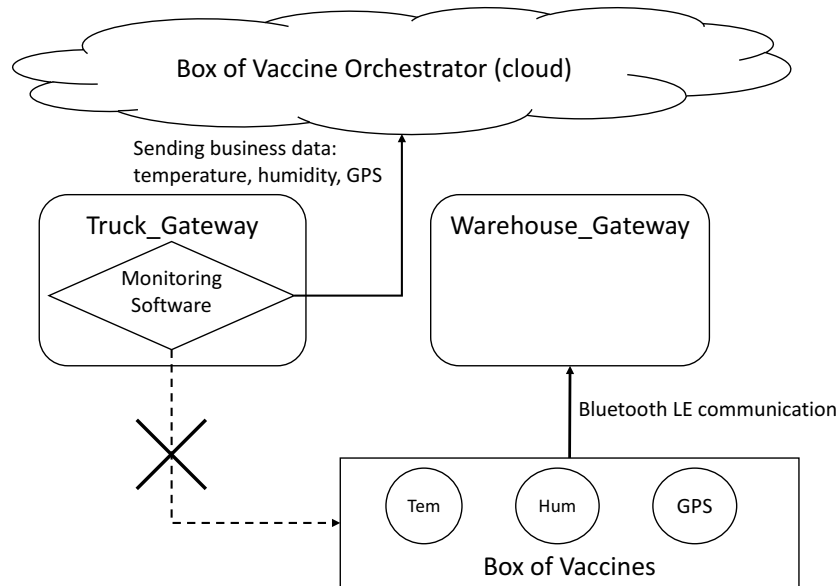 Box of Vaccine Orchestrator (cloud)
Sending business data:
temperature, humidity, GPS
Truck_Gateway
Monitoring
Software
Warehouse_Gateway
Bluetooth LE communication
Tem
Hum
GPS
Box of Vaccines